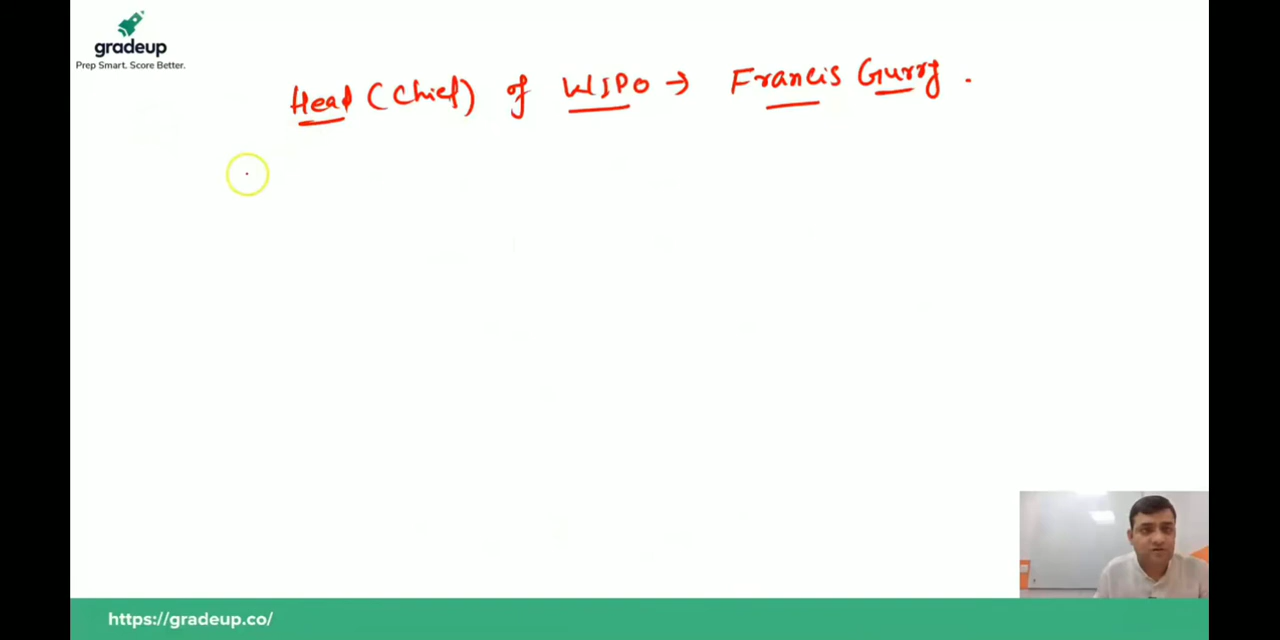 gradeup
Prep Smart. Score Better.
Head (Chief) of WIPO → Francis Gurry.
https://gradeup.co/